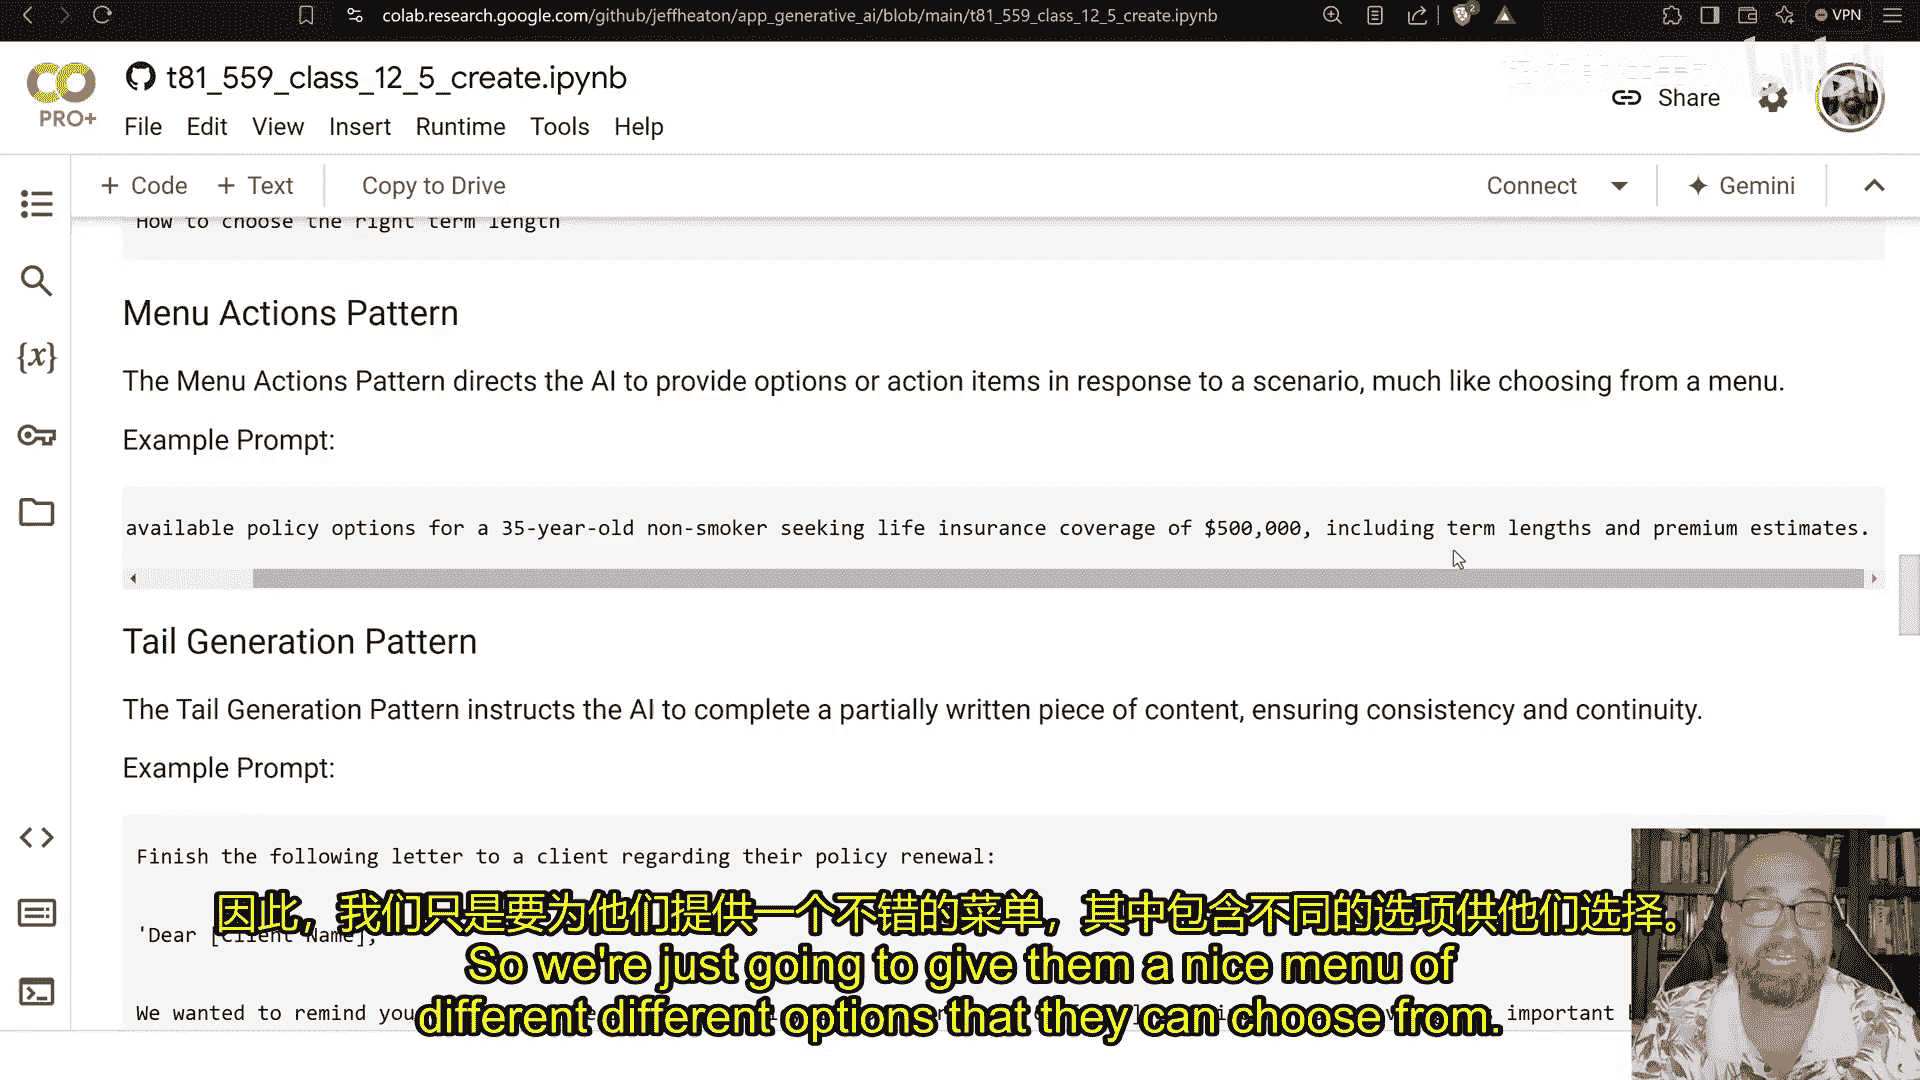 colab.research.google.com/github/jeffheaton/app_generative_ai/blob/main/t81_559_class_12_5_create.ipynb
2
VPN
PRO+
t81_559_class_12_5_create.ipynb
bilibili
Share
File Edit View Insert Runtime Tools Help
+ Code + Text Copy to Drive Connect Gemini
How to choose the right term length
Menu Actions Pattern
{x}
The Menu Actions Pattern directs the AI to provide options or action items in response to a scenario, much like choosing from a menu.
Example Prompt:
available policy options for a 35-year-old non-smoker seeking life insurance coverage of $500,000, including term lengths and premium estimates.
Tail Generation Pattern
The Tail Generation Pattern instructs the AI to complete a partially written piece of content, ensuring consistency and continuity.
Example Prompt:
Finish the following letter to a client regarding their policy renewal:
因此，我们只是要为他们提供一个不错的菜单，其中包含不同的选项供他们选择。
'Dear [Client Name],
So we're just going to give them a nice menu of
We wanted to remind you important
different different options that they can choose from.